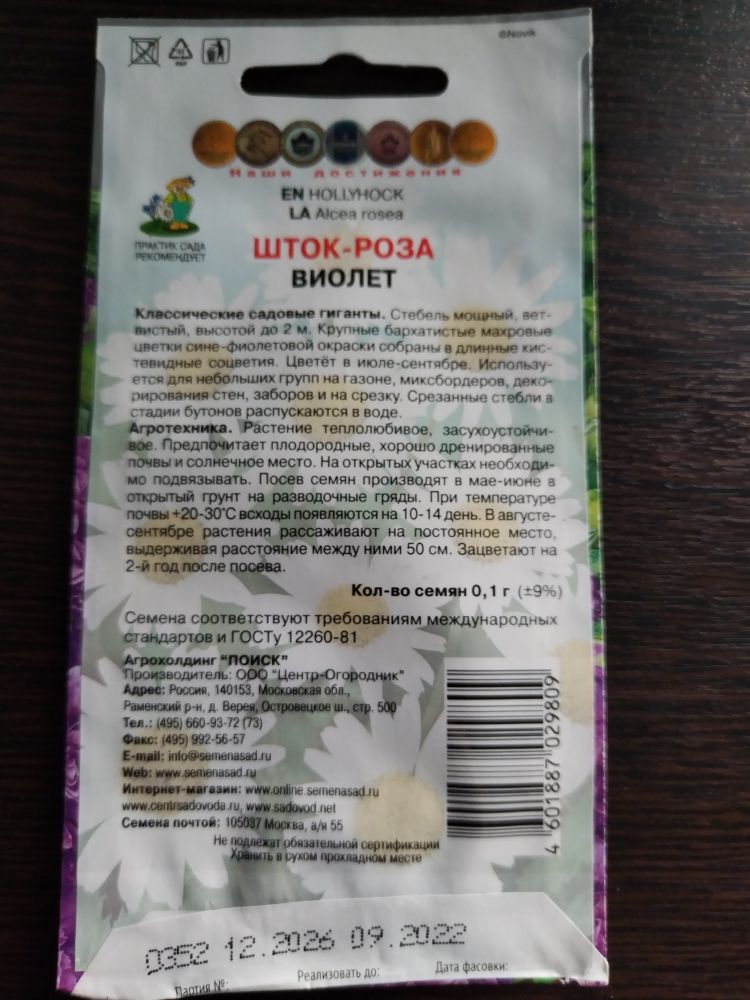 ©Novik
Наши достижения
EN HOLLYHOCK
LA Alcea rosea
ПРАКТИК САДА
РЕКОМЕНДУЕТ
ШТОК-РОЗА
ВИОЛЕТ
Классические садовые гиганты. Стебель мощный, вет-
вистый, высотой до 2 м. Крупные бархатистые махровые
цветки сине-фиолетовой окраски собраны в длинные кис-
тевидные соцветия. Цветёт в июле-сентябре. Использу-
ется для небольших групп на газоне, миксбордеров, деко-
рирования стен, заборов и на срезку. Срезанные стебли в
стадии бутонов распускаются в воде.
Агротехника. Растение теплолюбивое, засухоустойчи-
вое. Предпочитает плодородные, хорошо дренированные
почвы и солнечное место. На открытых участках необходи-
мо подвязывать. Посев семян производят в мае-июне в
открытый грунт на разводочные гряды. При температуре
почвы +20-30°С всходы появляются на 10-14 день. В августе-
сентябре растения рассаживают на постоянное место,
выдерживая расстояние между ними 50 см. Зацветают на
2-й год после посева.
Кол-во семян 0,1 г (±9%)
Семена соответствуют требованиям международных
стандартов и ГОСТу 12260-81
Агрохолдинг "ПОИСК"
Производитель: ООО "Центр-Огородник"
Адрес: Россия, 140153, Московская обл.,
Раменский р-н, д. Верея, Островецкое ш., стр. 500
Тел.: (495) 660-93-72 (73)
Факс: (495) 992-56-57
E-mail: info@semenasad.ru
Web: www.semenasad.ru
Интернет-магазин: www.online.semenasad.ru
www.centrsadovoda.ru, www.sadovod.net
Семена почтой: 105037 Москва, а/я 55
Не подлежат обязательной сертификации
Хранить в сухом прохладном месте
4 601887 029809
0352 12.2026 09.2022
Партия №: Реализовать до: Дата фасовки: